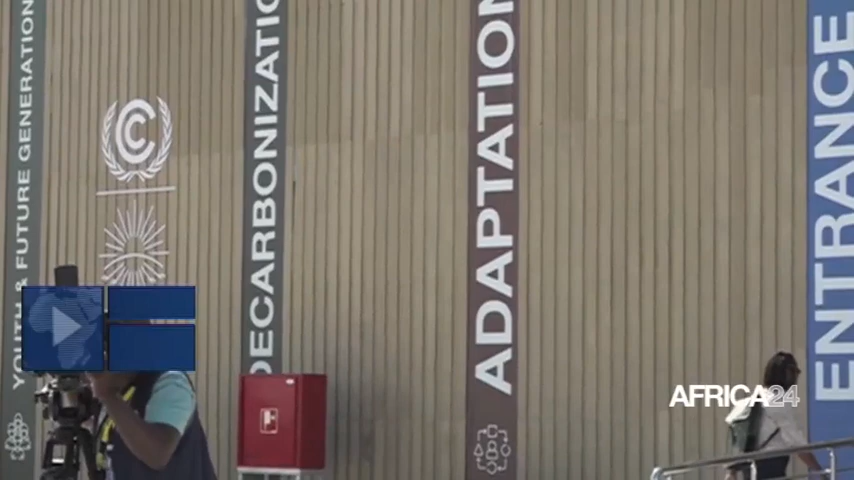 YOUTH & FUTURE GENERATION
DECARBONIZATIO
ADAPTATION
ENTRANCE
AFRICA24